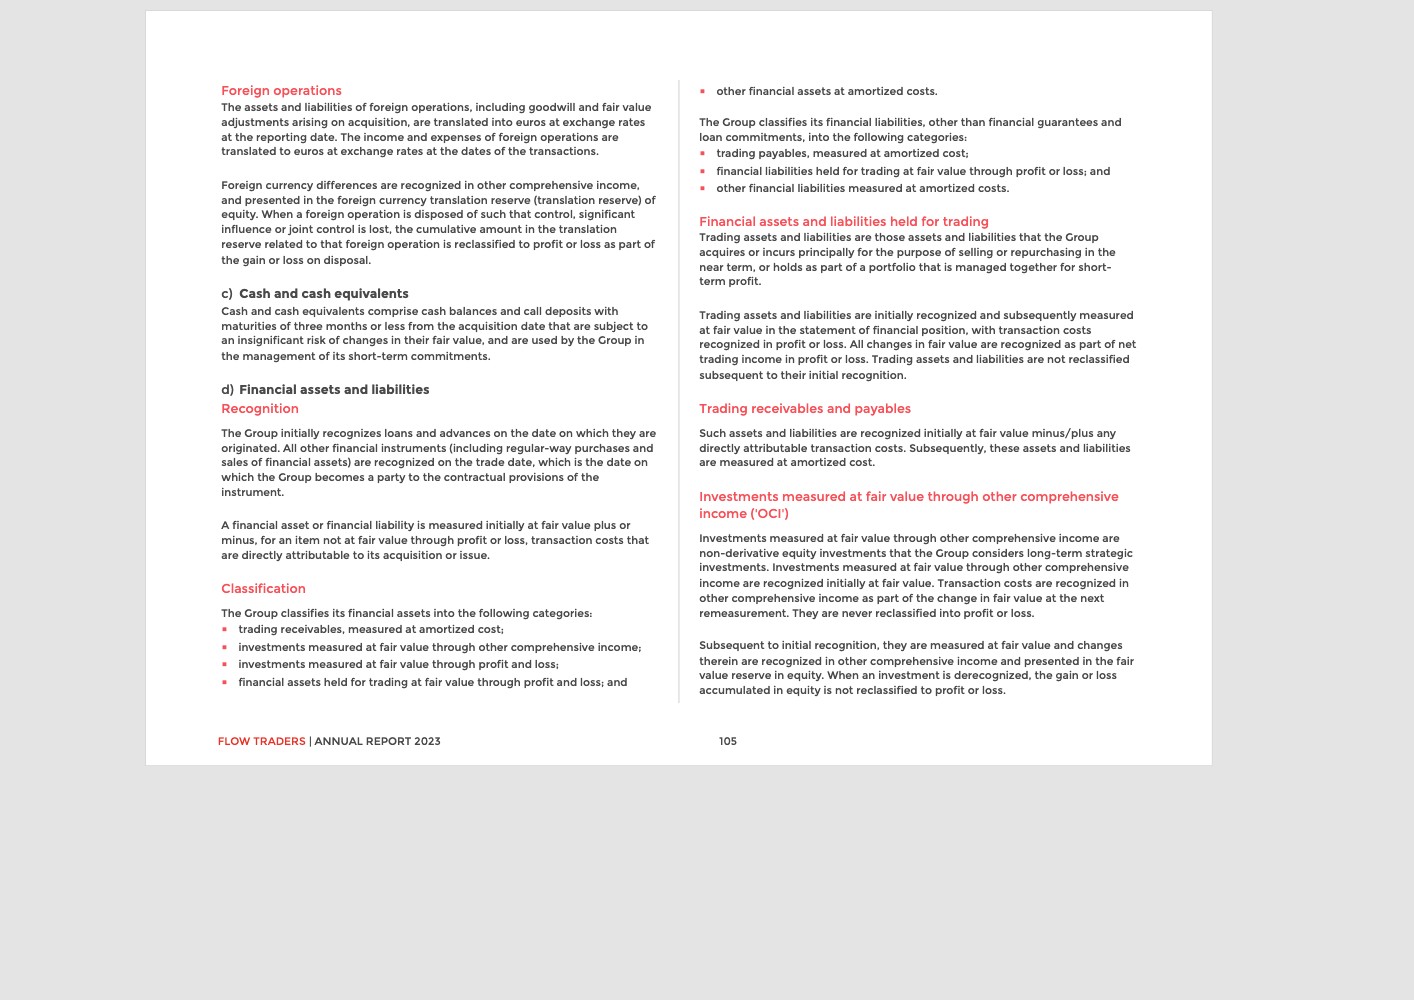 Foreign operations
The assets and liabilities of foreign operations, including goodwill and fair value
adjustments arising on acquisition, are translated into euros at exchange rates
at the reporting date. The income and expenses of foreign operations are
translated to euros at exchange rates at the dates of the transactions.
Foreign currency differences are recognized in other comprehensive income,
and presented in the foreign currency translation reserve (translation reserve) of
equity. When a foreign operation is disposed of such that control, significant
influence or joint control is lost, the cumulative amount in the translation
reserve related to that foreign operation is reclassified to profit or loss as part of
the gain or loss on disposal.
c) Cash and cash equivalents
Cash and cash equivalents comprise cash balances and call deposits with
maturities of three months or less from the acquisition date that are subject to
an insignificant risk of changes in their fair value, and are used by the Group in
the management of its short-term commitments.
d) Financial assets and liabilities
Recognition
The Group initially recognizes loans and advances on the date on which they are
originated. All other financial instruments (including regular-way purchases and
sales of financial assets) are recognized on the trade date, which is the date on
which the Group becomes a party to the contractual provisions of the
instrument.
A financial asset or financial liability is measured initially at fair value plus or
minus, for an item not at fair value through profit or loss, transaction costs that
are directly attributable to its acquisition or issue.
Classification
The Group classifies its financial assets into the following categories:
▪ trading receivables, measured at amortized cost;
▪ investments measured at fair value through other comprehensive income;
▪ investments measured at fair value through profit and loss;
▪ financial assets held for trading at fair value through profit and loss; and
▪ other financial assets at amortized costs.
The Group classifies its financial liabilities, other than financial guarantees and
loan commitments, into the following categories:
▪ trading payables, measured at amortized cost;
▪ financial liabilities held for trading at fair value through profit or loss; and
▪ other financial liabilities measured at amortized costs.
Financial assets and liabilities held for trading
Trading assets and liabilities are those assets and liabilities that the Group
acquires or incurs principally for the purpose of selling or repurchasing in the
near term, or holds as part of a portfolio that is managed together for short-
term profit.
Trading assets and liabilities are initially recognized and subsequently measured
at fair value in the statement of financial position, with transaction costs
recognized in profit or loss. All changes in fair value are recognized as part of net
trading income in profit or loss. Trading assets and liabilities are not reclassified
subsequent to their initial recognition.
Trading receivables and payables
Such assets and liabilities are recognized initially at fair value minus/plus any
directly attributable transaction costs. Subsequently, these assets and liabilities
are measured at amortized cost.
Investments measured at fair value through other comprehensive
income ('OCI')
Investments measured at fair value through other comprehensive income are
non-derivative equity investments that the Group considers long-term strategic
investments. Investments measured at fair value through other comprehensive
income are recognized initially at fair value. Transaction costs are recognized in
other comprehensive income as part of the change in fair value at the next
remeasurement. They are never reclassified into profit or loss.
Subsequent to initial recognition, they are measured at fair value and changes
therein are recognized in other comprehensive income and presented in the fair
value reserve in equity. When an investment is derecognized, the gain or loss
accumulated in equity is not reclassified to profit or loss.
FLOW TRADERS | ANNUAL REPORT 2023
105